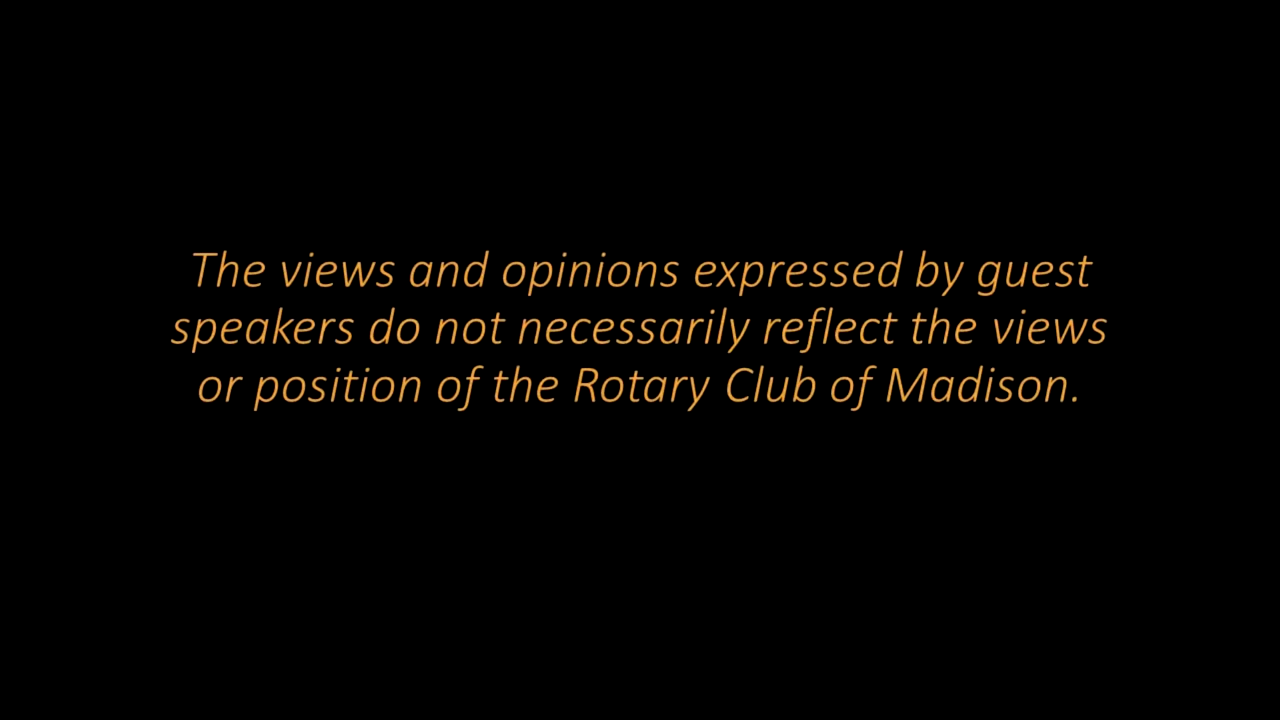 The views and opinions expressed by guest
speakers do not necessarily reflect the views
or position of the Rotary Club of Madison.